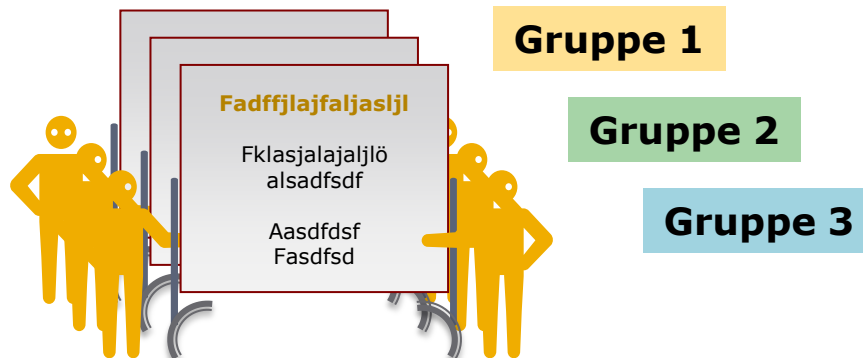 Fadffjlajfaljasljl
Fklasjalajaljlö
alsadfsdf
Aasdfdsf
Fasdfsd
Gruppe 1
Gruppe 2
Gruppe 3